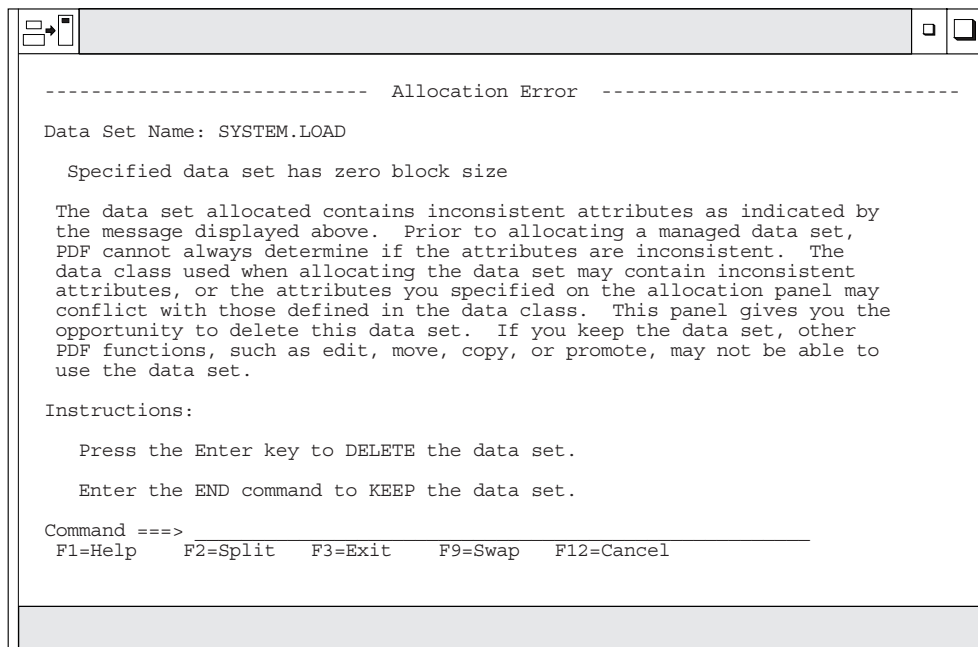 ---------------------------- Allocation Error -------------------------------
Data Set Name: SYSTEM.LOAD
Specified data set has zero block size
The data set allocated contains inconsistent attributes as indicated by
the message displayed above. Prior to allocating a managed data set,
PDF cannot always determine if the attributes are inconsistent. The
data class used when allocating the data set may contain inconsistent
attributes, or the attributes you specified on the allocation panel may
conflict with those defined in the data class. This panel gives you the
opportunity to delete this data set. If you keep the data set, other
PDF functions, such as edit, move, copy, or promote, may not be able to
use the data set.
Instructions:
Press the Enter key to DELETE the data set.
Enter the END command to KEEP the data set.
Command ===>
F1=Help F2=Split F3=Exit F9=Swap F12=Cancel